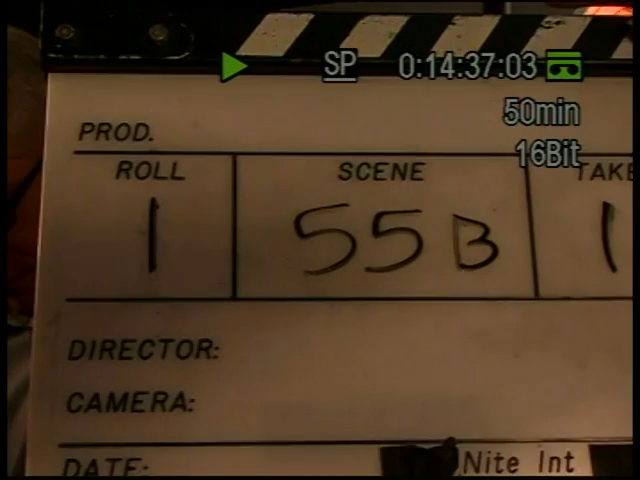 SP 0:14:37:03
50min
PROD.
16Bit
ROLL SCENE TAKE
1 55B 1
DIRECTOR:
CAMERA:
DATE: Nite Int